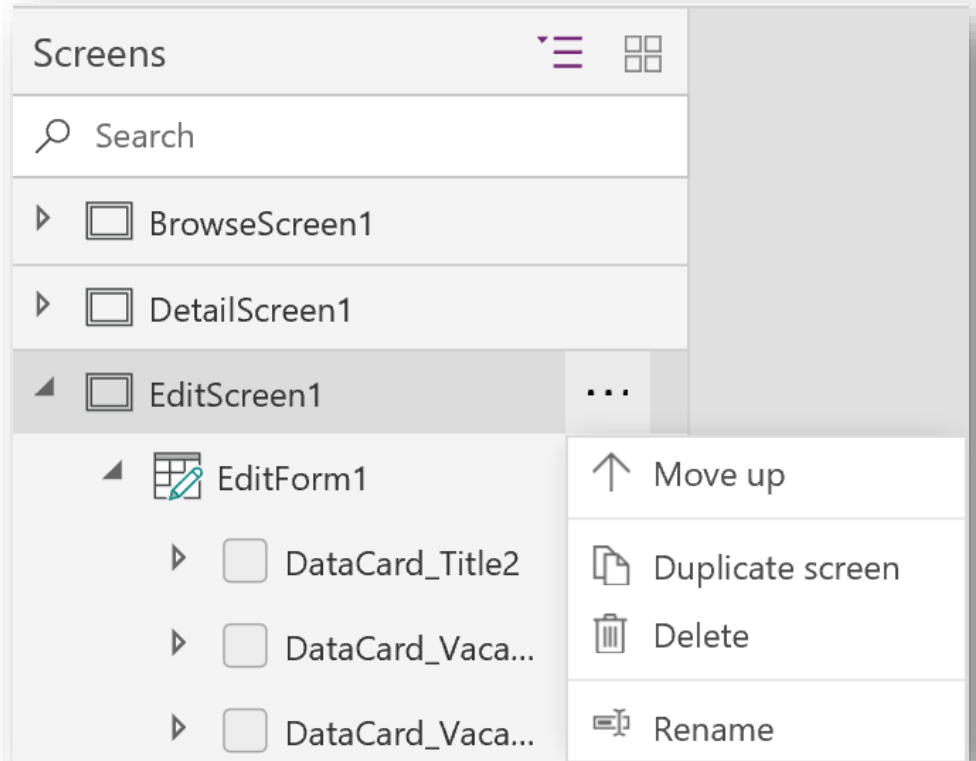 Screens
Search
BrowseScreen1
DetailScreen1
EditScreen1 ...
EditForm1
Move up
DataCard_Title2
Duplicate screen
Delete
DataCard_Vaca...
DataCard_Vaca...
Rename